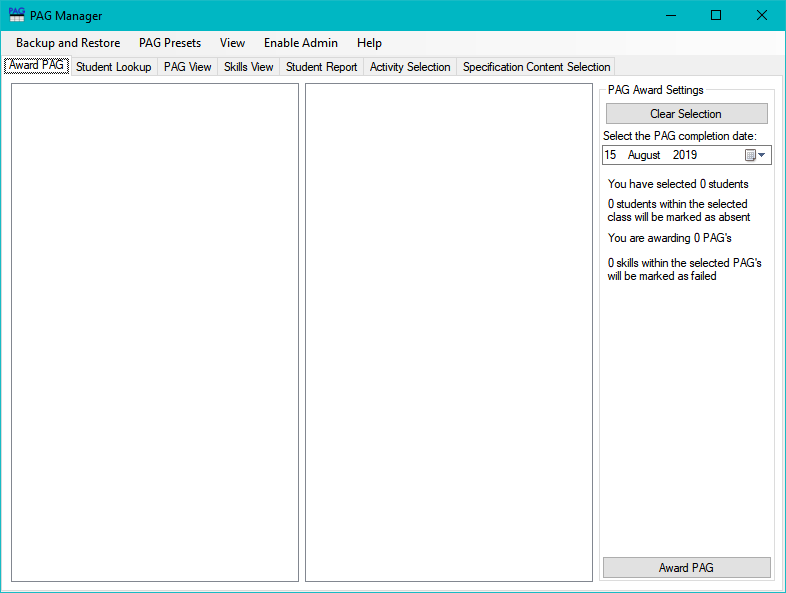 PAG PAG Manager
Backup and Restore PAG Presets View Enable Admin Help
Award PAG Student Lookup PAG View Skills View Student Report Activity Selection Specification Content Selection
PAG Award Settings
Clear Selection
Select the PAG completion date:
15 August 2019
You have selected 0 students
0 students within the selected
class will be marked as absent
You are awarding 0 PAG's
0 skills within the selected PAG's
will be marked as failed
Award PAG